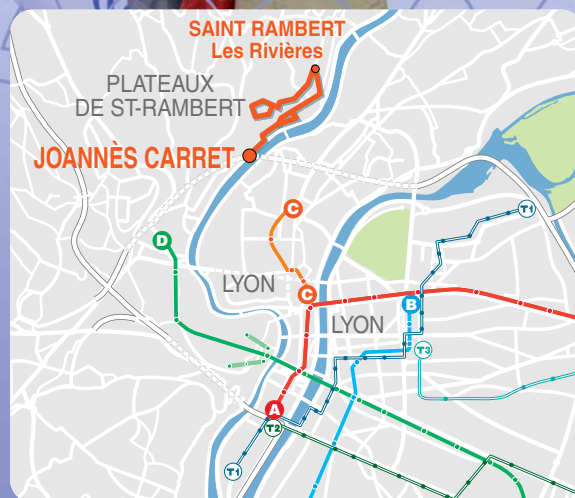 SAINT RAMBERT
Les Rivières
PLATEAUX
DE ST-RAMBERT
JOANNÈS CARRET
C
T1
D
LYON
C
B
LYON
T3
A
T2
T1